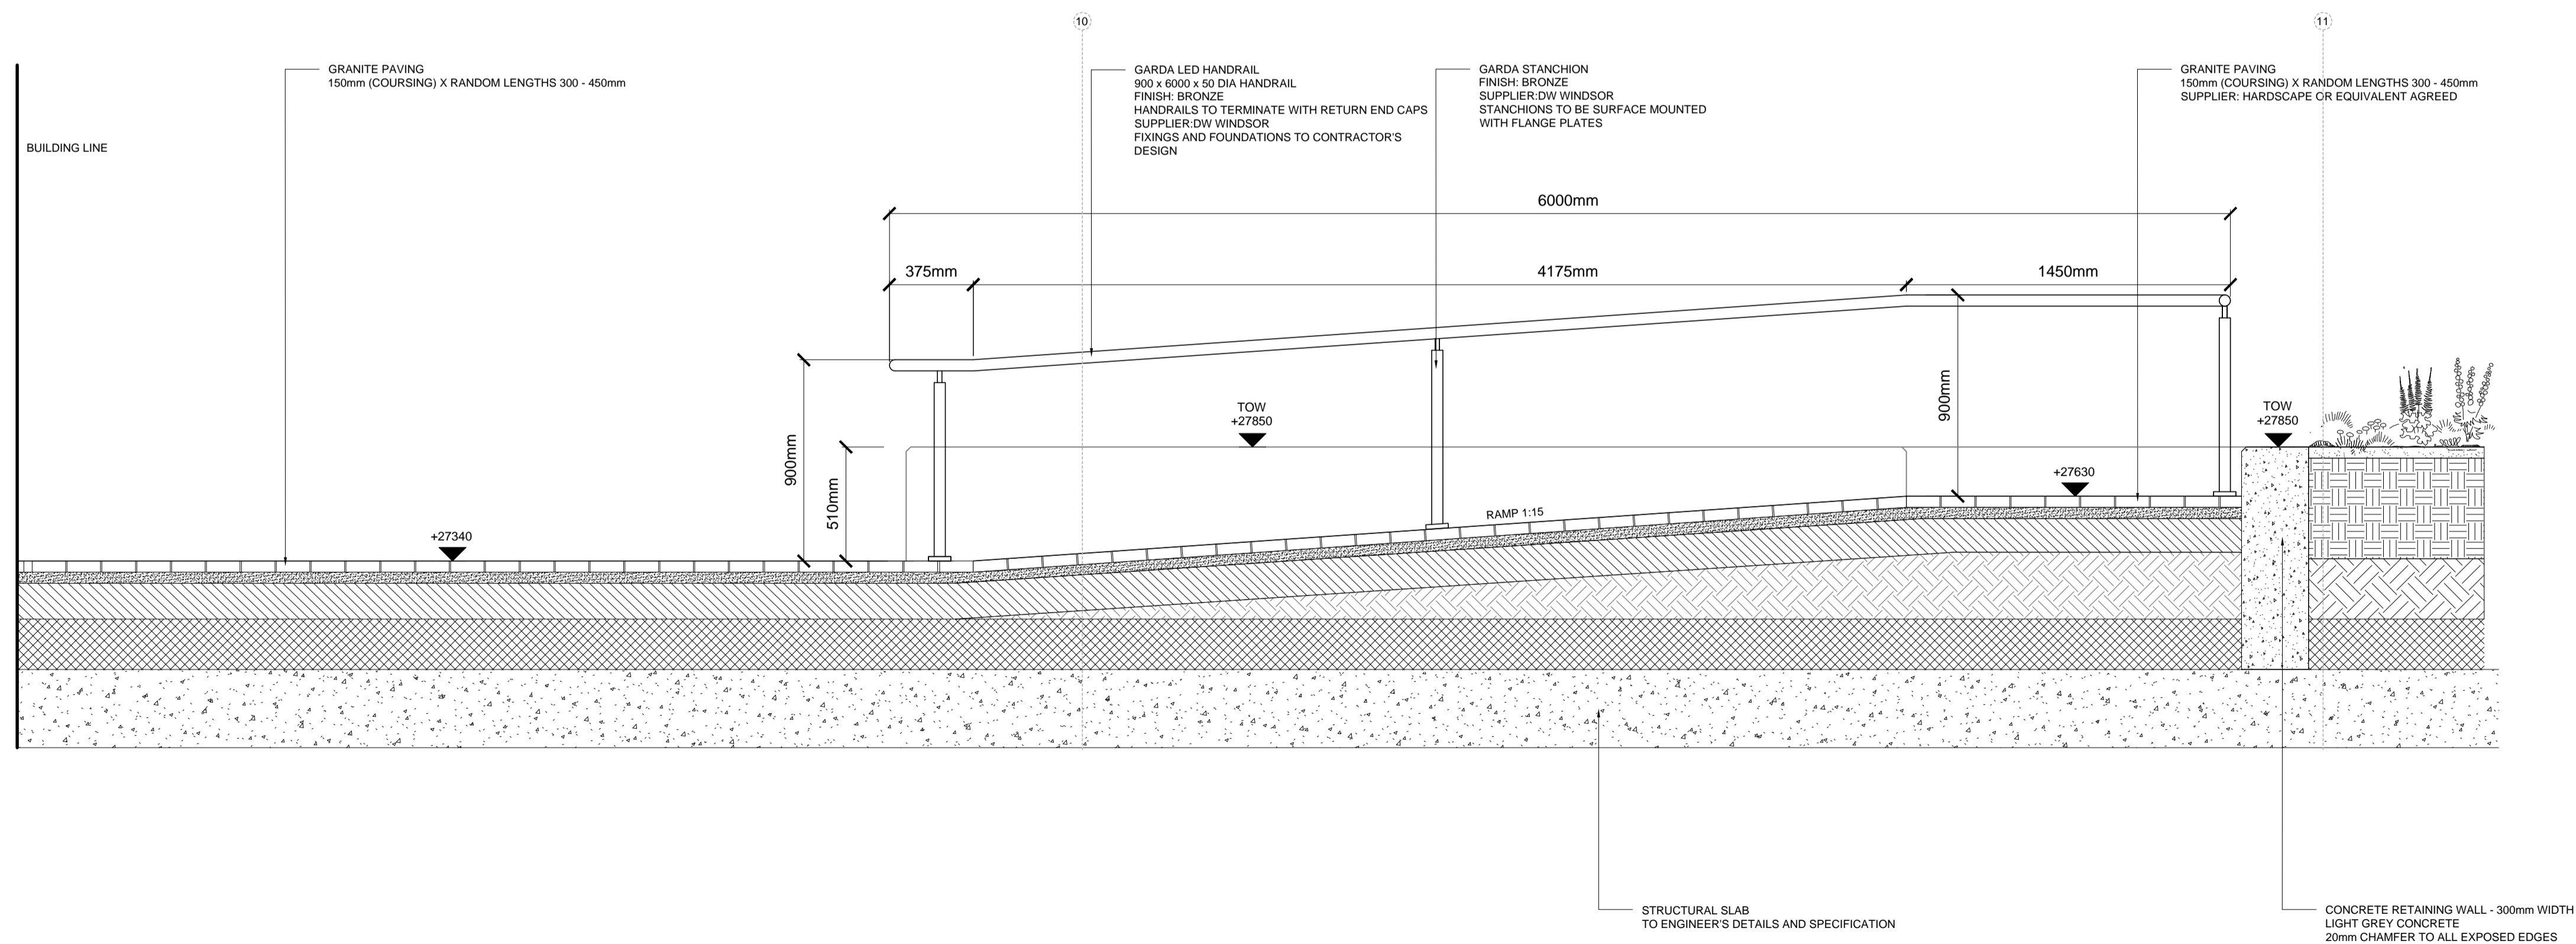 10
11
GRANITE PAVING
150mm (COURSING) X RANDOM LENGTHS 300 - 450mm
GARDA LED HANDRAIL
900 x 6000 x 50 DIA HANDRAIL
FINISH: BRONZE
HANDRAILS TO TERMINATE WITH RETURN END CAPS
SUPPLIER:DW WINDSOR
FIXINGS AND FOUNDATIONS TO CONTRACTOR'S
DESIGN
GARDA STANCHION
FINISH: BRONZE
SUPPLIER:DW WINDSOR
STANCHIONS TO BE SURFACE MOUNTED
WITH FLANGE PLATES
GRANITE PAVING
150mm (COURSING) X RANDOM LENGTHS 300 - 450mm
SUPPLIER: HARDSCAPE OR EQUIVALENT AGREED
BUILDING LINE
6000mm
375mm
4175mm
1450mm
900mm
510mm
900mm
TOW
+27850
TOW
+27850
+27630
RAMP 1:15
+27340
STRUCTURAL SLAB
TO ENGINEER'S DETAILS AND SPECIFICATION
CONCRETE RETAINING WALL - 300mm WIDTH
LIGHT GREY CONCRETE
20mm CHAMFER TO ALL EXPOSED EDGES